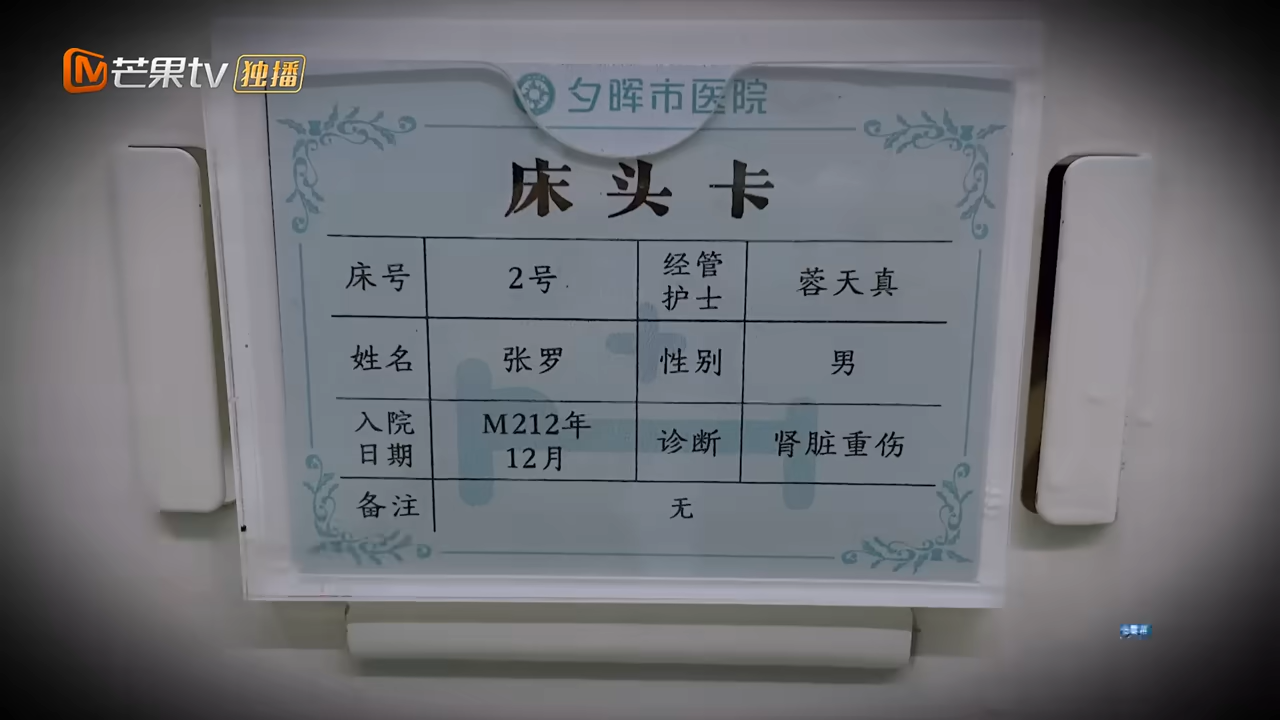 芒果tv 独播
夕晖市医院
床头卡
床号 2号 经管护士 蓉天真
姓名 张罗 性别 男
入院日期 M212年12月 诊断 肾脏重伤
备注 无